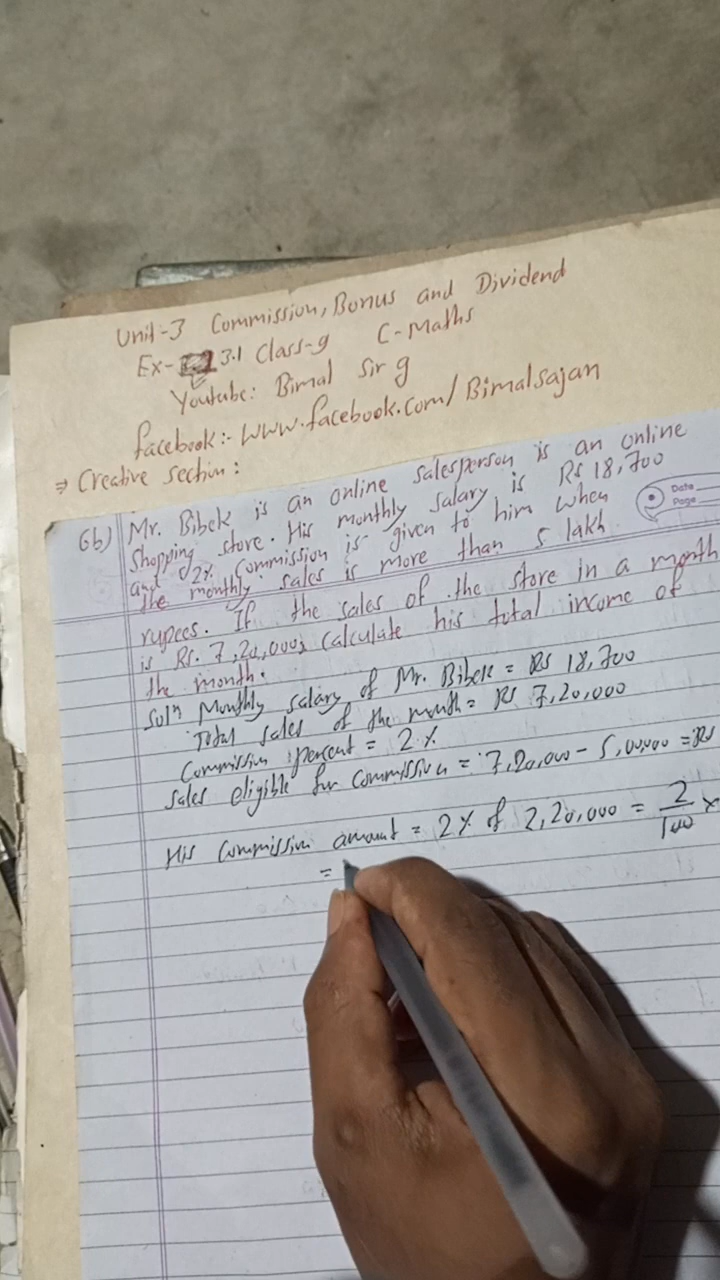 Unit-3 Commission, Bonus and Dividend
Ex- 3.1 Class-9 C-Maths
Youtube: Bimal Sir g
facebook:- www.facebook.com/Bimalsajan
⇒ Creative section:
6b) Mr. Bibek is an online salesperson is an online
shopping store. His monthly salary is Rs 18,700
and 2% commission is given to him when
the monthly sales is more than 5 lakh
Date
Page
rupees. If the sales of the store in a month
is Rs. 7,20,000, calculate his total income of
the month.
Solⁿ Monthly salary of Mr. Bibek = Rs 18,700
Total sales of the month = Rs 7,20,000
Commission percent = 2%
Sales eligible for commission = 7,20,000 - 5,00,000 = Rs
His Commission amount = 2% of 2,20,000 = 2/100 ×
=